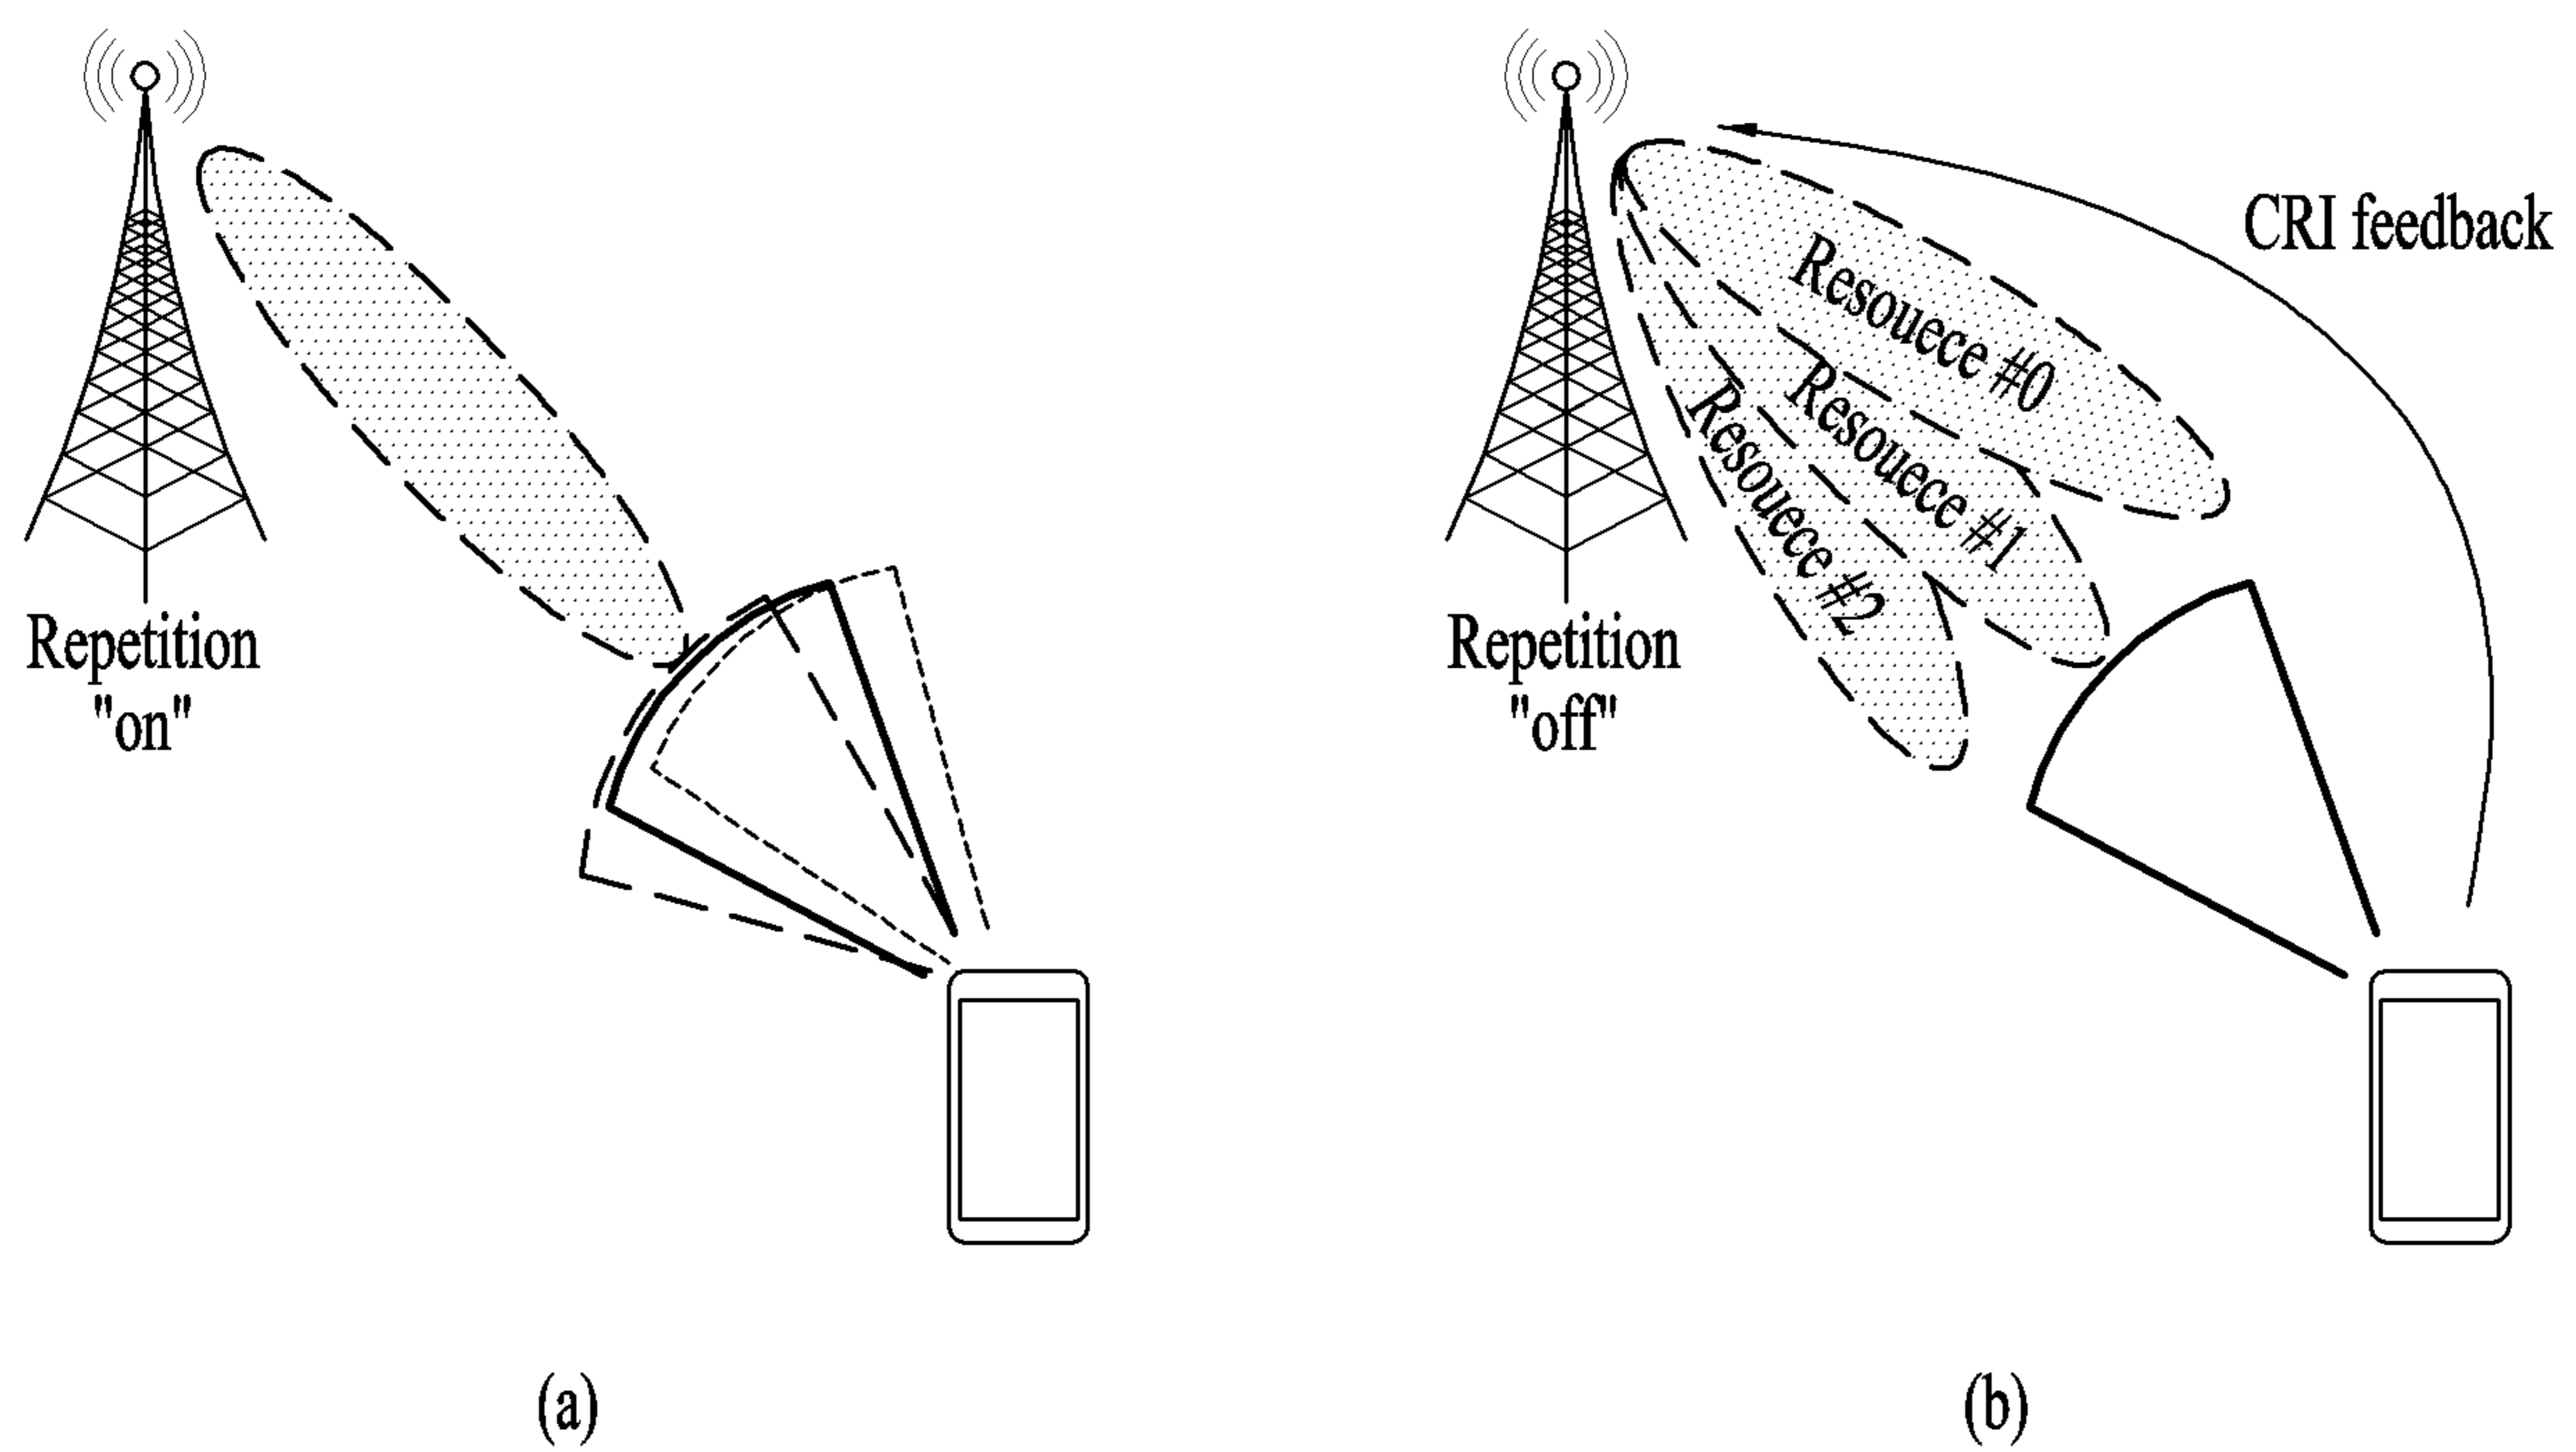 Repetition
"on"
(a)
CRI feedback
Resouece #0
Resouece #1
Resouece #2
Repetition
"off"
(b)